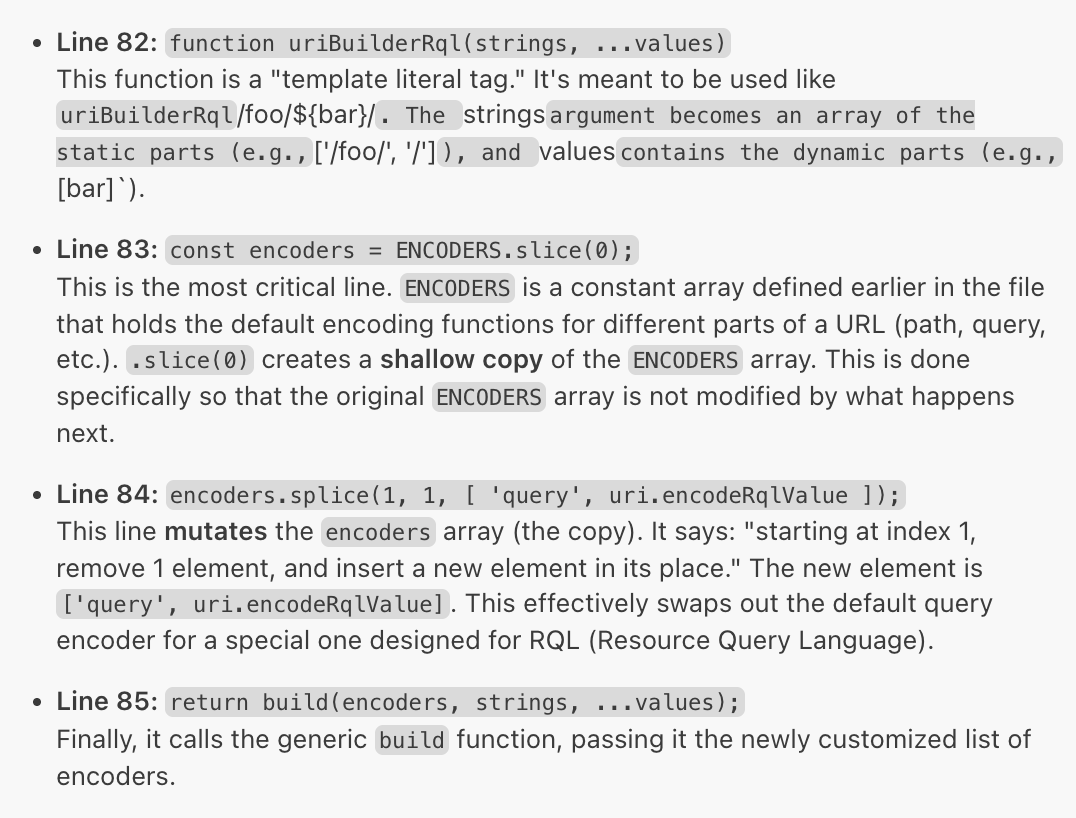 • Line 82: function uriBuilderRql(strings, ...values)
This function is a "template literal tag." It's meant to be used like
uriBuilderRql/foo/${bar}/. The strings argument becomes an array of the
static parts (e.g., ['/foo/', '/'] ), and values contains the dynamic parts (e.g.,
[bar]`).
• Line 83: const encoders = ENCODERS.slice(0);
This is the most critical line. ENCODERS is a constant array defined earlier in the file
that holds the default encoding functions for different parts of a URL (path, query,
etc.). .slice(0) creates a shallow copy of the ENCODERS array. This is done
specifically so that the original ENCODERS array is not modified by what happens
next.
• Line 84: encoders.splice(1, 1, [ 'query', uri.encodeRqlValue ]);
This line mutates the encoders array (the copy). It says: "starting at index 1,
remove 1 element, and insert a new element in its place." The new element is
['query', uri.encodeRqlValue]. This effectively swaps out the default query
encoder for a special one designed for RQL (Resource Query Language).
• Line 85: return build(encoders, strings, ...values);
Finally, it calls the generic build function, passing it the newly customized list of
encoders.